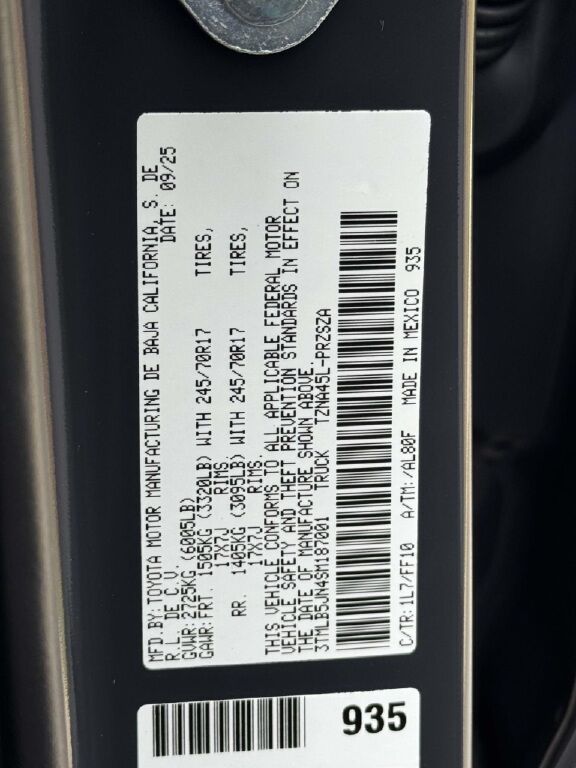 MFD.BY:TOYOTA MOTOR MANUFACTURING DE BAJA CALIFORNIA, S. DE
R.L. DE C.V. DATE: 09/25
GVWR:2725KG (6005LB)
GAWR:FRT. 1505KG (3320LB) WITH 245/70R17 TIRES,
17X7J RIMS.
RR. 1405KG (3095LB) WITH 245/70R17 TIRES,
17X7J RIMS.
THIS VEHICLE CONFORMS TO ALL APPLICABLE FEDERAL MOTOR
VEHICLE SAFETY AND THEFT PREVENTION STANDARDS IN EFFECT ON
THE DATE OF MANUFACTURE SHOWN ABOVE.
3TMLB5JN4SM187001 TRUCK TZNA45L-PRZSZA
C/TR:1L7/FF10 A/TM:/AL80F MADE IN MEXICO 935
935